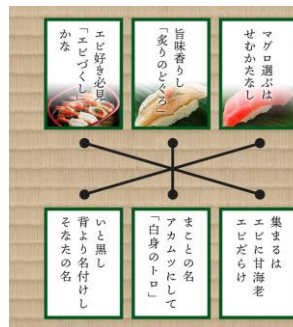 マグロ選ぶは
せむかたなし
旨味香りし
「炙りのどぐろ」
エビ好き必見
「エビづくし」
かな
集まるは
エビに甘海老
エビだらけ
まことの名
アカムツにして
「白身のトロ」
いと黒し
背より名付けし
そなたの名